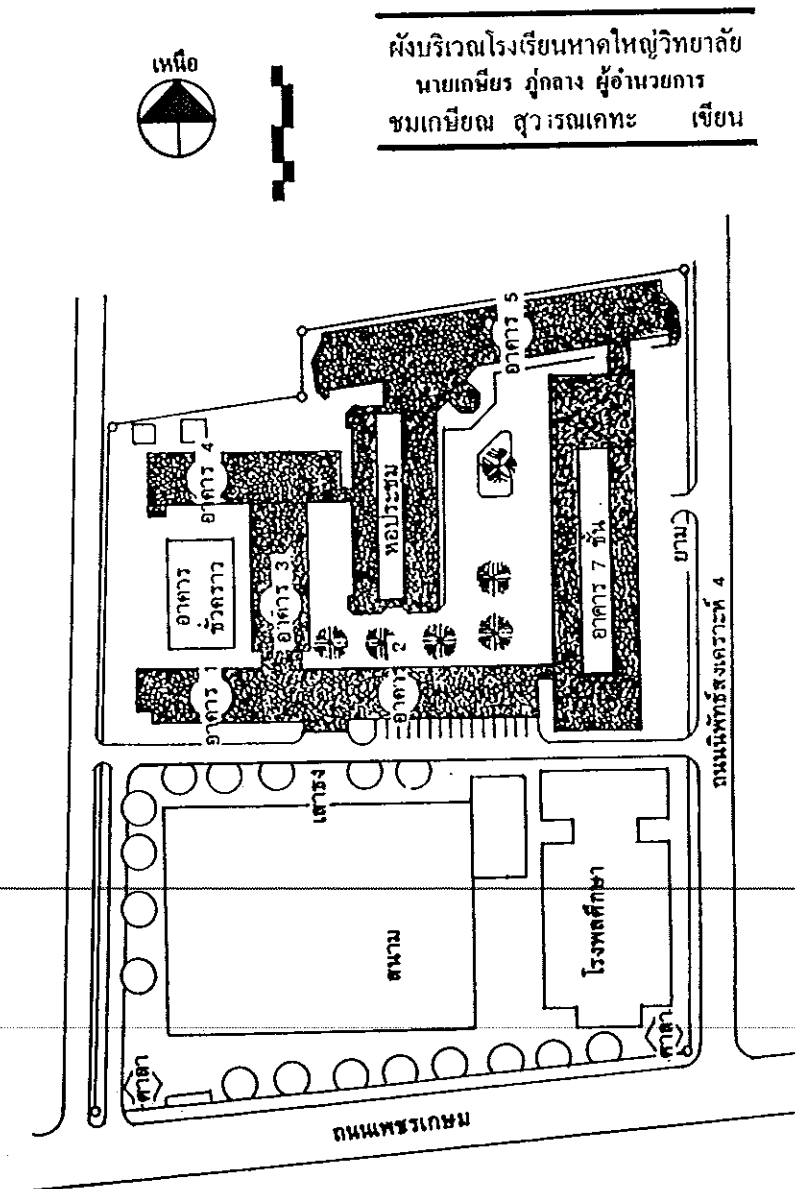 ผังบริเวณโรงเรียนหาดใหญ่วิทยาลัย
นายเกษียร ภู่กลาง ผู้อำนวยการ
ชมเกษียณ สุวรรณเคทะ เขียน
เหนือ
อาคาร 5
อาคาร 4
หอประชุม
อาคาร
ชั่วคราว
อาคาร 3
อาคาร 7 ชั้น
ยาม
อาคาร 1
อาคาร 2
ถนนนิพัทธ์สงเคราะห์ 4
เสาธง
สนาม
โรงพลศึกษา
ศาลา
ศาลา
ถนนเพชรเกษม